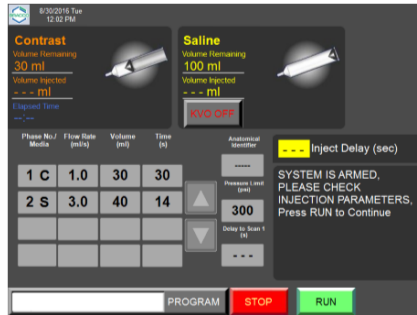 8/30/2016 Tue
12:02 PM
Contrast
Volume Remaining
30 ml
Volume Injected
- - - ml
Elapsed Time
--:--
Saline
Volume Remaining
100 ml
Volume Injected
- - - ml
KVO OFF
Phase No./ Media Flow Rate (ml/s) Volume (ml) Time (s)
1 C 1.0 30 30
2 S 3.0 40 14
Anatomical Identifier
-----
Pressure Limit (psi)
300
Delay to Scan 1 (s)
- - -
- - - Inject Delay (sec)
SYSTEM IS ARMED,
PLEASE CHECK
INJECTION PARAMETERS,
Press RUN to Continue
PROGRAM STOP RUN